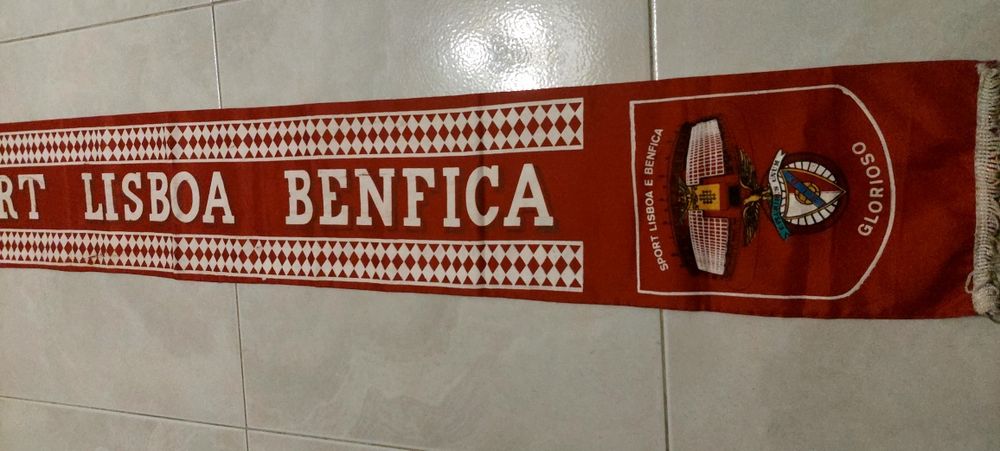 RT LISBOA BENFICA
SPORT LISBOA E BENFICA
GLORIOSO